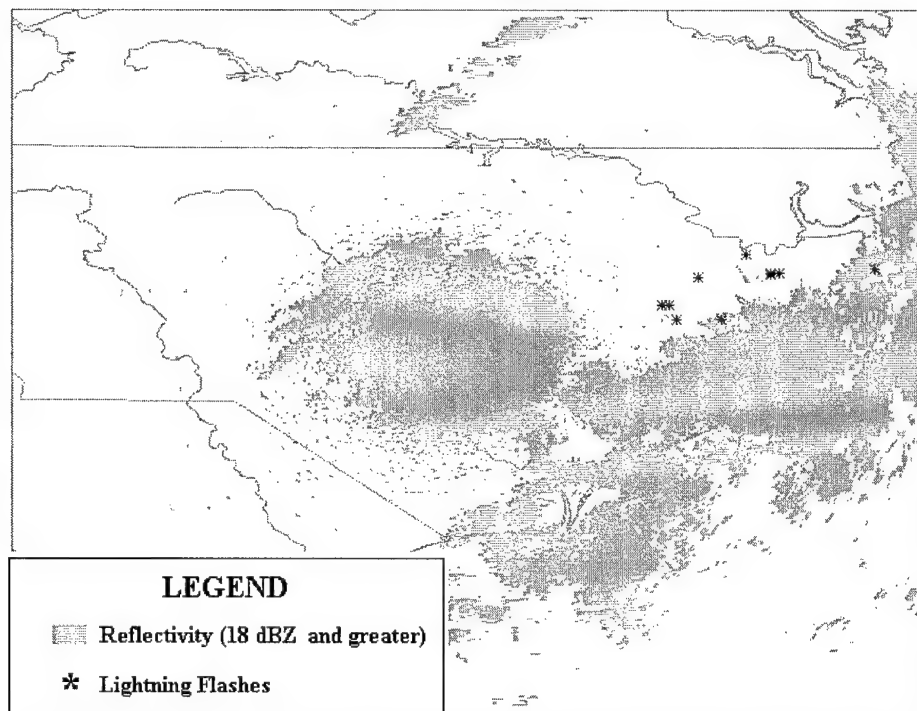 LEGEND
Reflectivity (18 dBZ and greater)
* Lightning Flashes